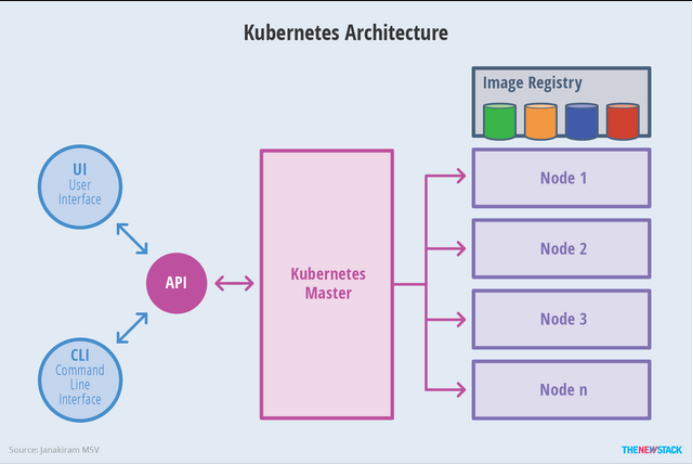 Kubernetes Architecture
Image Registry
UI
User
Interface
Node 1
Node 2
API
Kubernetes
Master
Node 3
CLI
Command
Line
Interface
Node n
Source: Janakiram MSV
THENEWSTACK